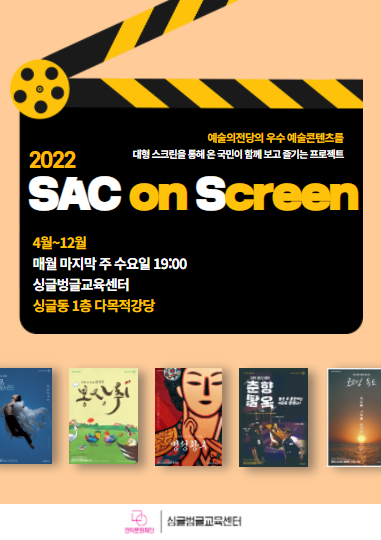 예술의전당의 우수 예술콘텐츠를
대형 스크린을 통해 온 국민이 함께 보고 즐기는 프로젝트
2022
SAC on Screen
4월~12월
매월 마지막 주 수요일 19:00
싱글벙글교육센터
싱글동 1층 다목적강당
춘향
탈옥
싱글벙글교육센터